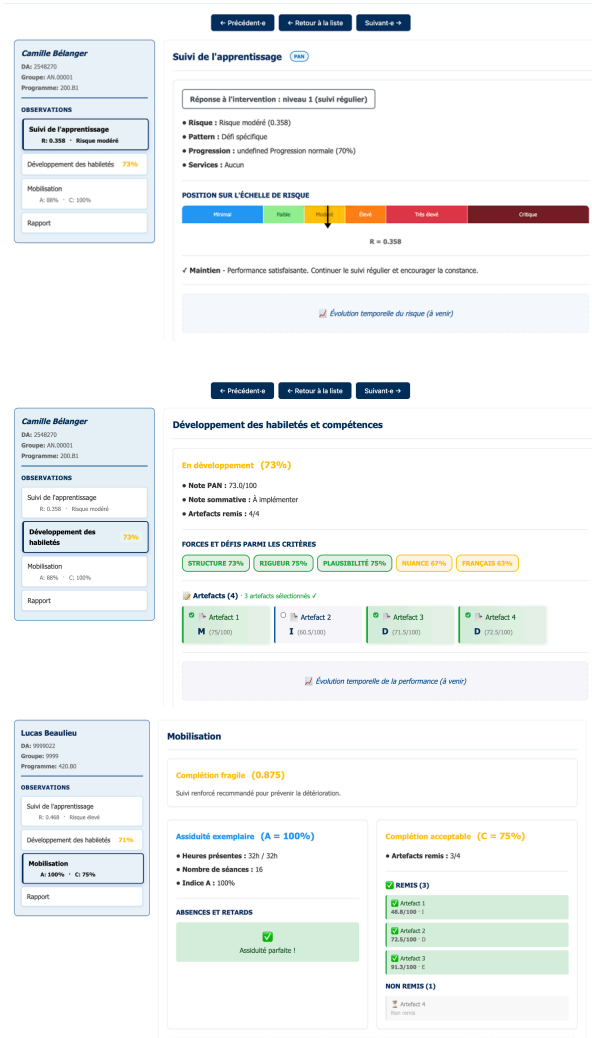 ← Précédent·e
← Retour à la liste
Suivant·e →
Camille Bélanger
DA: 2548270
Groupe: AN.00001
Programme: 200.B1
OBSERVATIONS
Suivi de l'apprentissage
R: 0.358 · Risque modéré
Développement des habiletés 73%
Mobilisation
A: 88% · C: 100%
Rapport
Suivi de l'apprentissage PAN
Réponse à l'intervention : niveau 1 (suivi régulier)
• Risque : Risque modéré (0.358)
• Pattern : Défi spécifique
• Progression : undefined Progression normale (70%)
• Services : Aucun
POSITION SUR L'ÉCHELLE DE RISQUE
Minimal Faible Modéré Élevé Très élevé Critique
R = 0.358
✓ Maintien - Performance satisfaisante. Continuer le suivi régulier et encourager la constance.
📈 Évolution temporelle du risque (à venir)
← Précédent·e
← Retour à la liste
Suivant·e →
Camille Bélanger
DA: 2548270
Groupe: AN.00001
Programme: 200.B1
OBSERVATIONS
Suivi de l'apprentissage
R: 0.358 · Risque modéré
Développement des
habiletés 73%
Mobilisation
A: 88% · C: 100%
Rapport
Développement des habiletés et compétences
En développement (73%)
• Note PAN : 73.0/100
• Note sommative : À implémenter
• Artefacts remis : 4/4
FORCES ET DÉFIS PARMI LES CRITÈRES
STRUCTURE 73% RIGUEUR 75% PLAUSIBILITÉ 75% NUANCE 67% FRANÇAIS 63%
📝 Artefacts (4) · 3 artefacts sélectionnés ✓
Artefact 1
M (75/100)
Artefact 2
I (60.5/100)
Artefact 3
D (71.5/100)
Artefact 4
D (72.5/100)
📈 Évolution temporelle de la performance (à venir)
Lucas Beaulieu
DA: 9999022
Groupe: 9999
Programme: 420.B0
OBSERVATIONS
Suivi de l'apprentissage
R: 0.468 · Risque élevé
Développement des habiletés 71%
Mobilisation
A: 100% · C: 75%
Rapport
Mobilisation
Complétion fragile (0.875)
Suivi renforcé recommandé pour prévenir la détérioration.
Assiduité exemplaire (A = 100%)
• Heures présentes : 32h / 32h
• Nombre de séances : 16
• Indice A : 100%
ABSENCES ET RETARDS
✅
Assiduité parfaite !
Complétion acceptable (C = 75%)
• Artefacts remis : 3/4
✅ REMIS (3)
✅ Artefact 1
48.8/100 · I
✅ Artefact 2
72.5/100 · D
✅ Artefact 3
91.3/100 · E
NON REMIS (1)
⏳ Artefact 4
Non remis